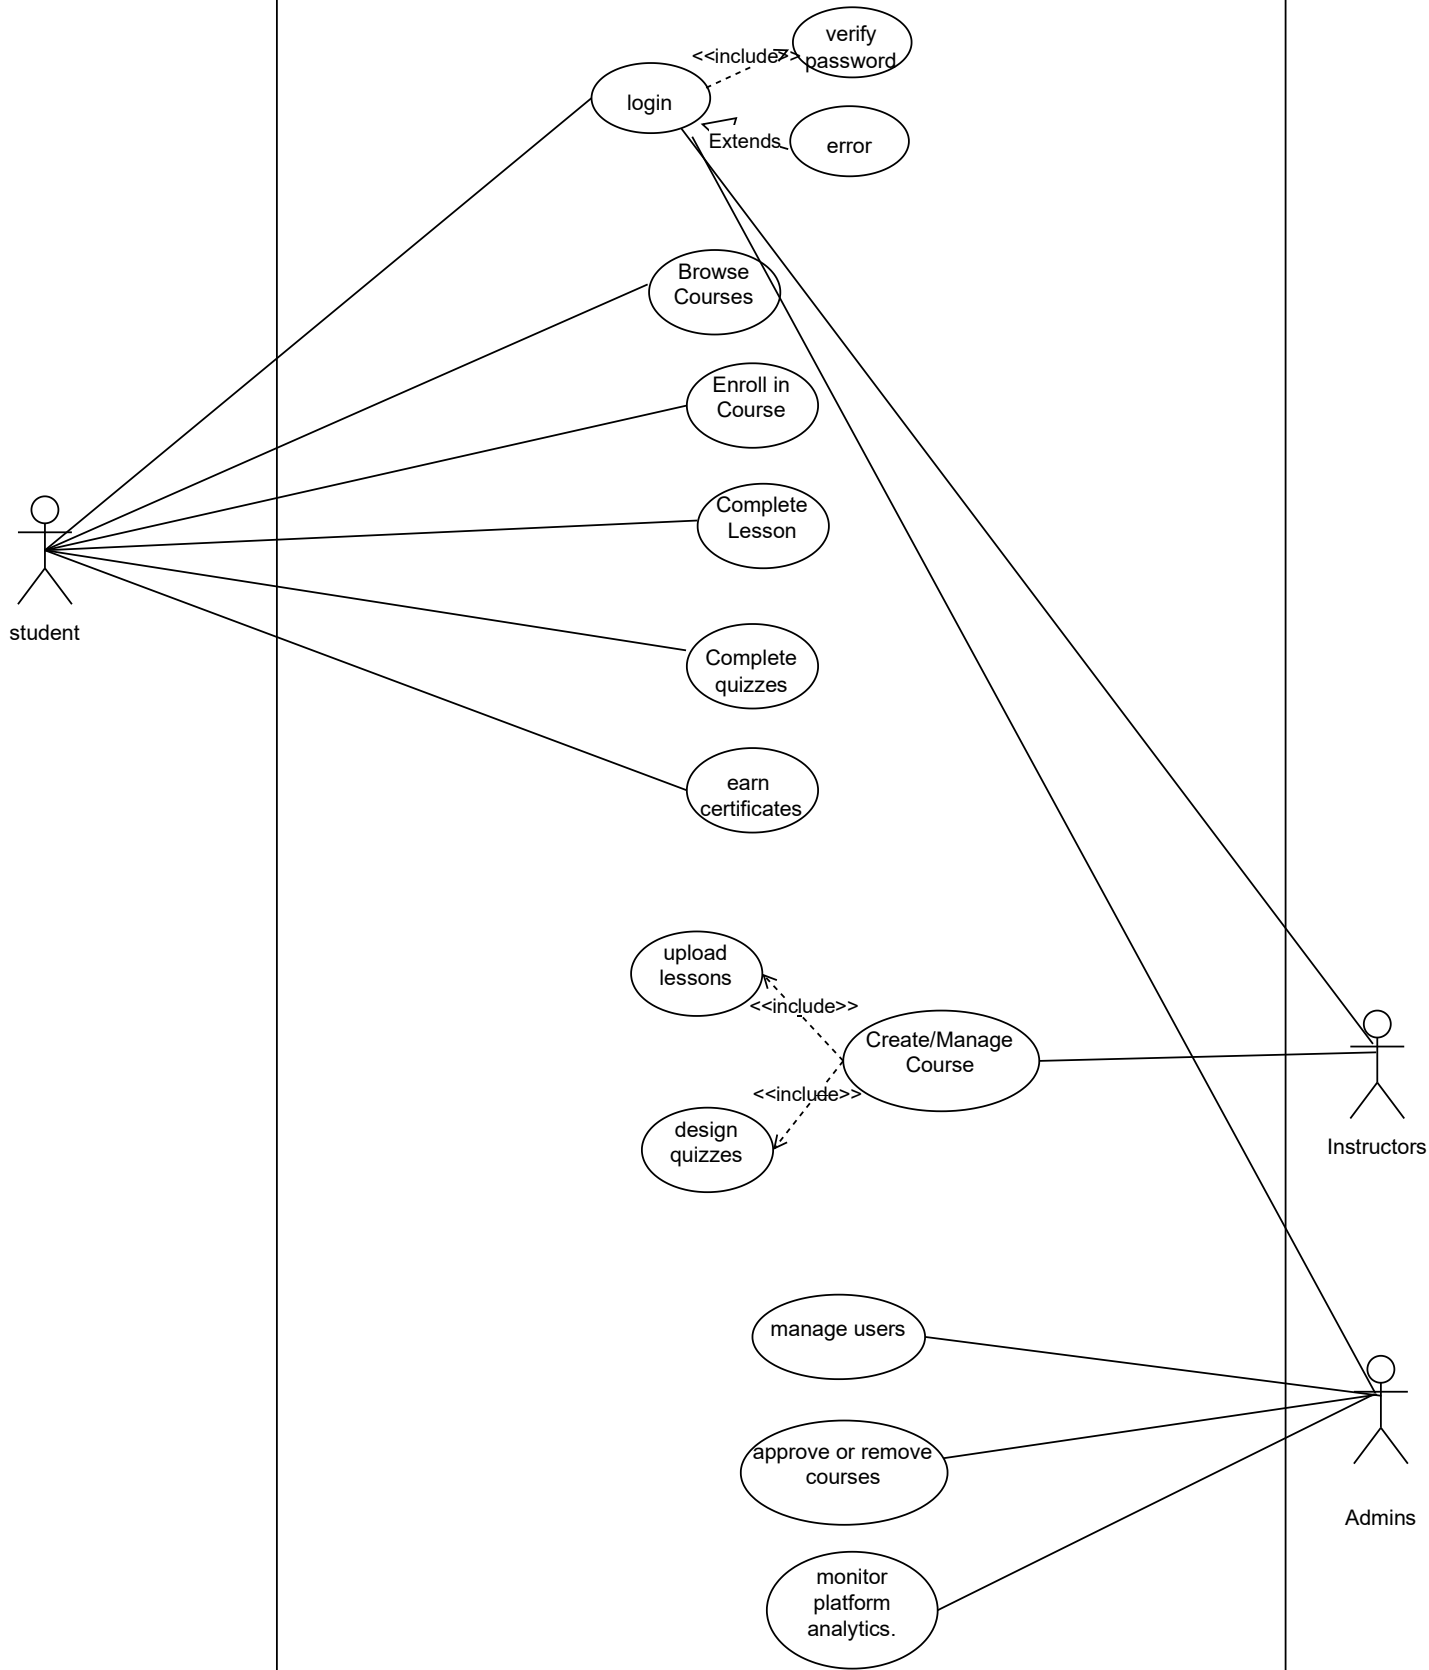 verify
password
<<include>>
login
Extends
error
Browse
Courses
Enroll in
Course
Complete
Lesson
student
Complete
quizzes
earn
certificates
upload
lessons
<<include>>
Create/Manage
Course
<<include>>
design
quizzes
Instructors
manage users
approve or remove
courses
Admins
monitor
platform
analytics.